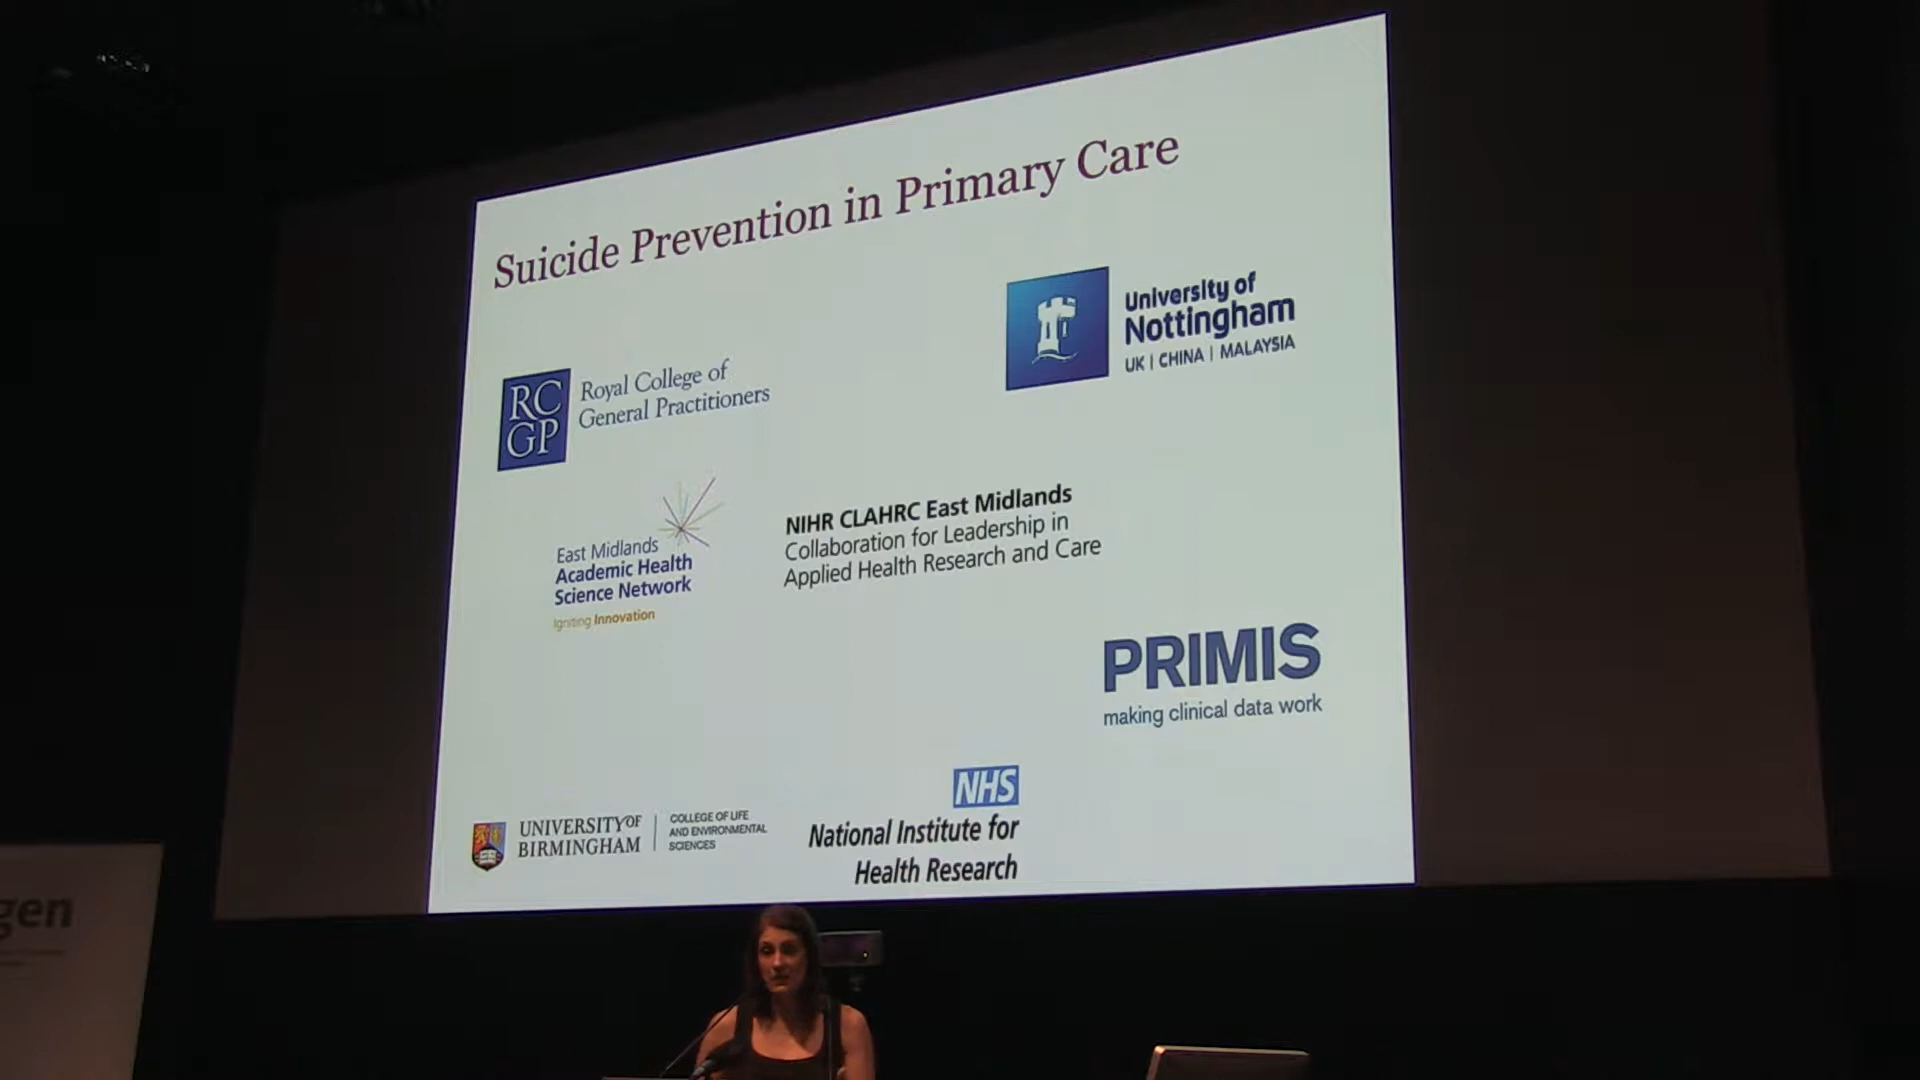 Suicide Prevention in Primary Care
University of
Nottingham
UK | CHINA | MALAYSIA
RC
GP
Royal College of
General Practitioners
East Midlands
Academic Health
Science Network
Igniting Innovation
NIHR CLAHRC East Midlands
Collaboration for Leadership in
Applied Health Research and Care
PRIMIS
making clinical data work
UNIVERSITY OF
BIRMINGHAM
COLLEGE OF LIFE
AND ENVIRONMENTAL
SCIENCES
NHS
National Institute for
Health Research
gen